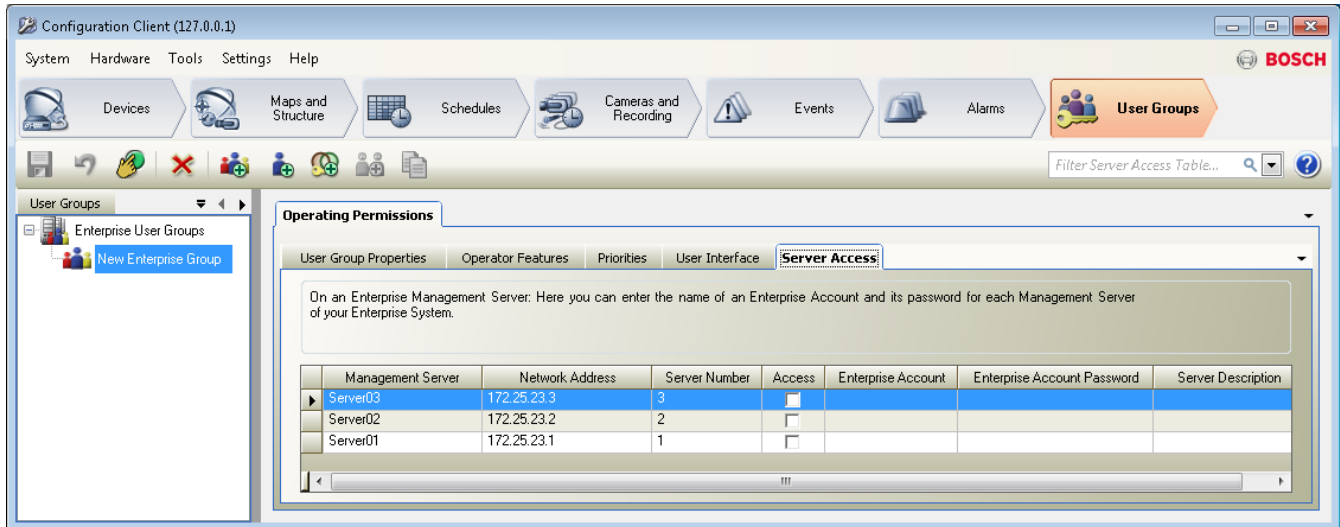 Configuration Client (127.0.0.1)
System Hardware Tools Settings Help
BOSCH
Devices
Maps and
Structure
Schedules
Cameras and
Recording
Events
Alarms
User Groups
Filter Server Access Table...
User Groups
Enterprise User Groups
New Enterprise Group
Operating Permissions
User Group Properties Operator Features Priorities User Interface Server Access
On an Enterprise Management Server: Here you can enter the name of an Enterprise Account and its password for each Management Server
of your Enterprise System.
Management Server Network Address Server Number Access Enterprise Account Enterprise Account Password Server Description
Server03 172.25.23.3 3
Server02 172.25.23.2 2
Server01 172.25.23.1 1